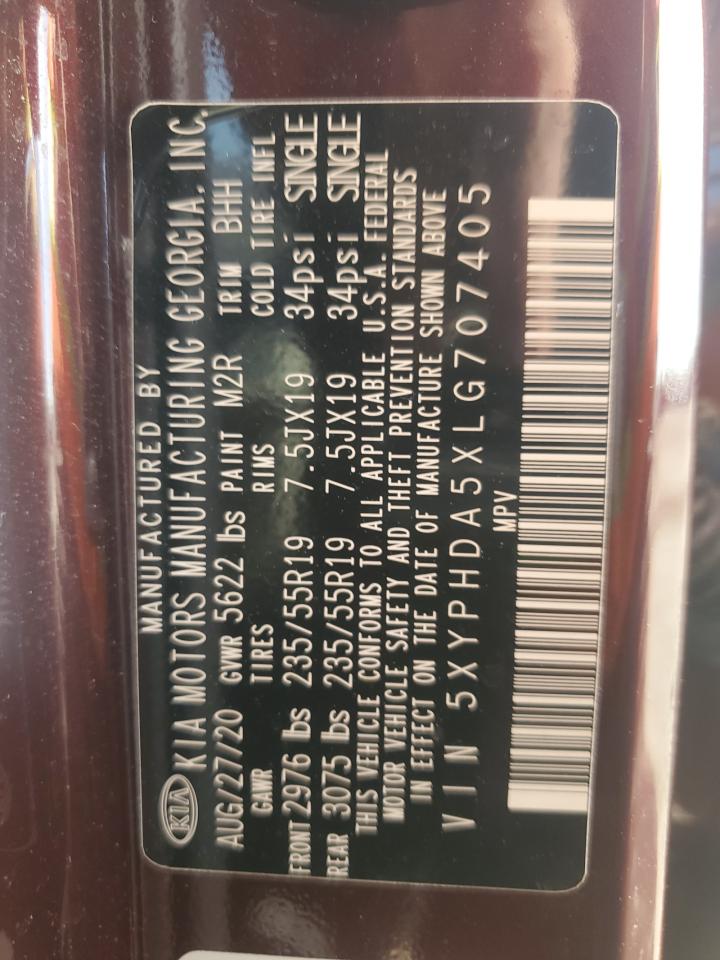 MANUFACTURED BY
KIA KIA MOTORS MANUFACTURING GEORGIA, INC.
AUG/27/20 GVWR 5622 lbs PAINT M2R TRIM BHH
GAWR TIRES RIMS COLD TIRE INFL
FRONT 2976 lbs 235/55R19 7.5JX19 34psi SINGLE
REAR 3075 lbs 235/55R19 7.5JX19 34psi SINGLE
THIS VEHICLE CONFORMS TO ALL APPLICABLE U.S.A. FEDERAL
MOTOR VEHICLE SAFETY AND THEFT PREVENTION STANDARDS
IN EFFECT ON THE DATE OF MANUFACTURE SHOWN ABOVE
VIN 5XYPHDA5XLG707405
MPV